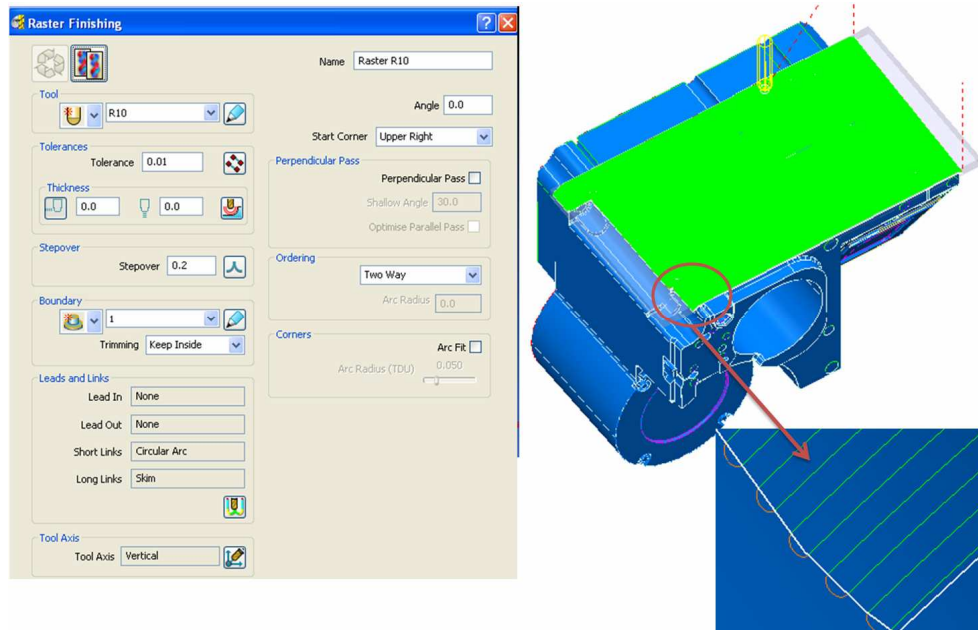 Raster Finishing
Name Raster R10
Tool
R10
Angle 0.0
Start Corner Upper Right
Tolerances
Tolerance 0.01
Thickness
0.0 0.0
Perpendicular Pass
Perpendicular Pass
Shallow Angle 30.0
Optimise Parallel Pass
Stepover
Stepover 0.2
Ordering
Two Way
Arc Radius 0.0
Boundary
1
Trimming Keep Inside
Corners
Arc Fit
Arc Radius (TDU) 0.050
Leads and Links
Lead In None
Lead Out None
Short Links Circular Arc
Long Links Skim
Tool Axis
Tool Axis Vertical